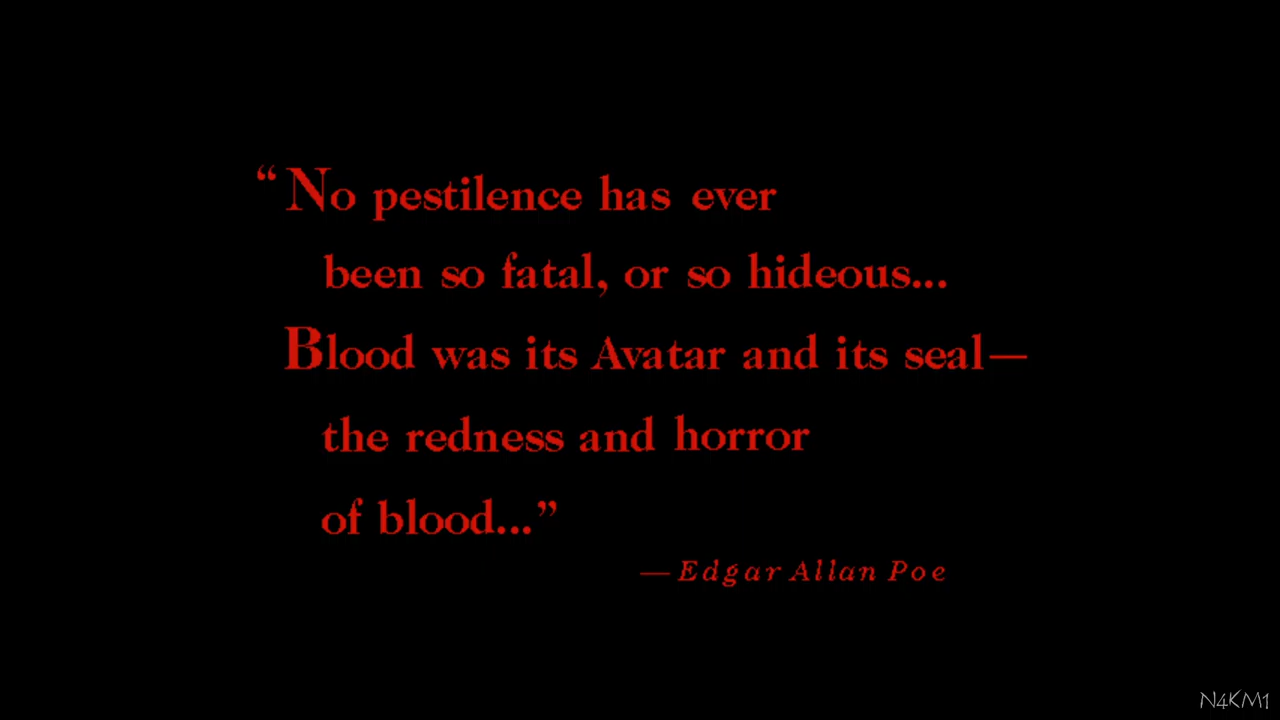 “No pestilence has ever
been so fatal, or so hideous...
Blood was its Avatar and its seal—
the redness and horror
of blood...”
— Edgar Allan Poe
N4KM1